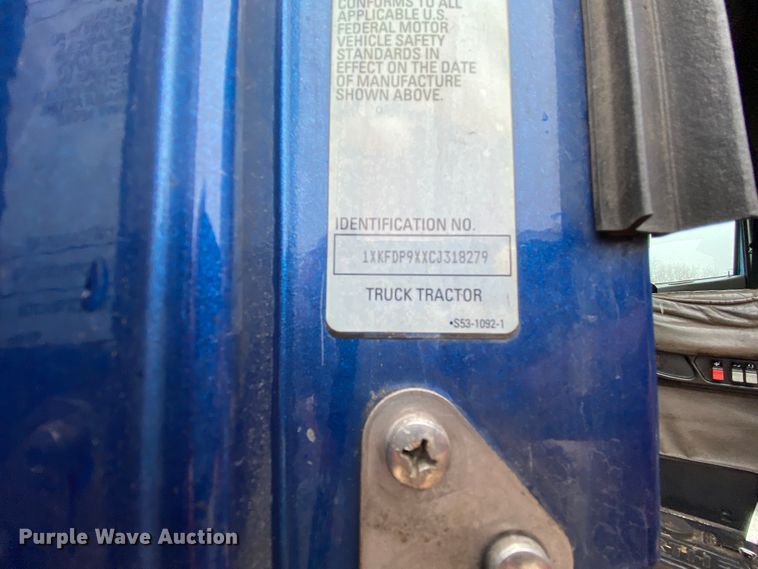 CONFORMS TO ALL
APPLICABLE U.S.
FEDERAL MOTOR
VEHICLE SAFETY
STANDARDS IN
EFFECT ON THE DATE
OF MANUFACTURE
SHOWN ABOVE.
IDENTIFICATION NO.
1XKFDP9XXCJ318279
TRUCK TRACTOR
•S53-1092-1
Purple Wave Auction®